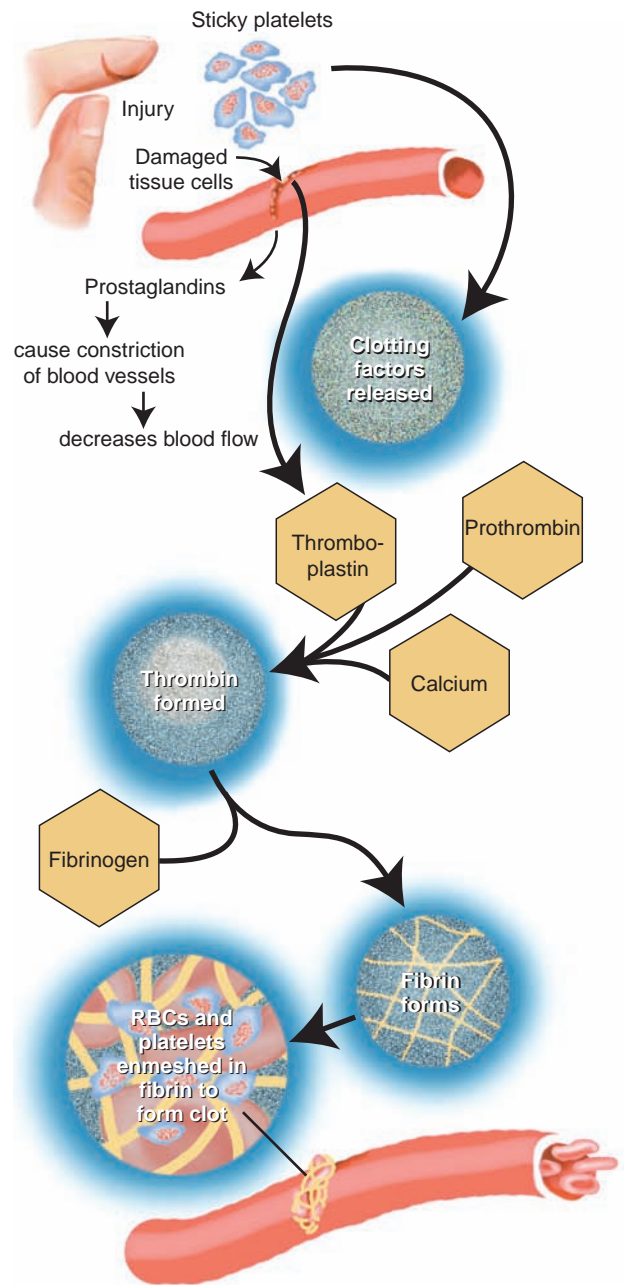 Sticky platelets
Injury
Damaged
tissue cells
Prostaglandins
cause constriction
of blood vessels
decreases blood flow
Clotting
factors
released
Thrombo-
plastin
Prothrombin
Calcium
Thrombin
formed
Fibrinogen
Fibrin
forms
RBCs and
platelets
enmeshed in
fibrin to
form clot